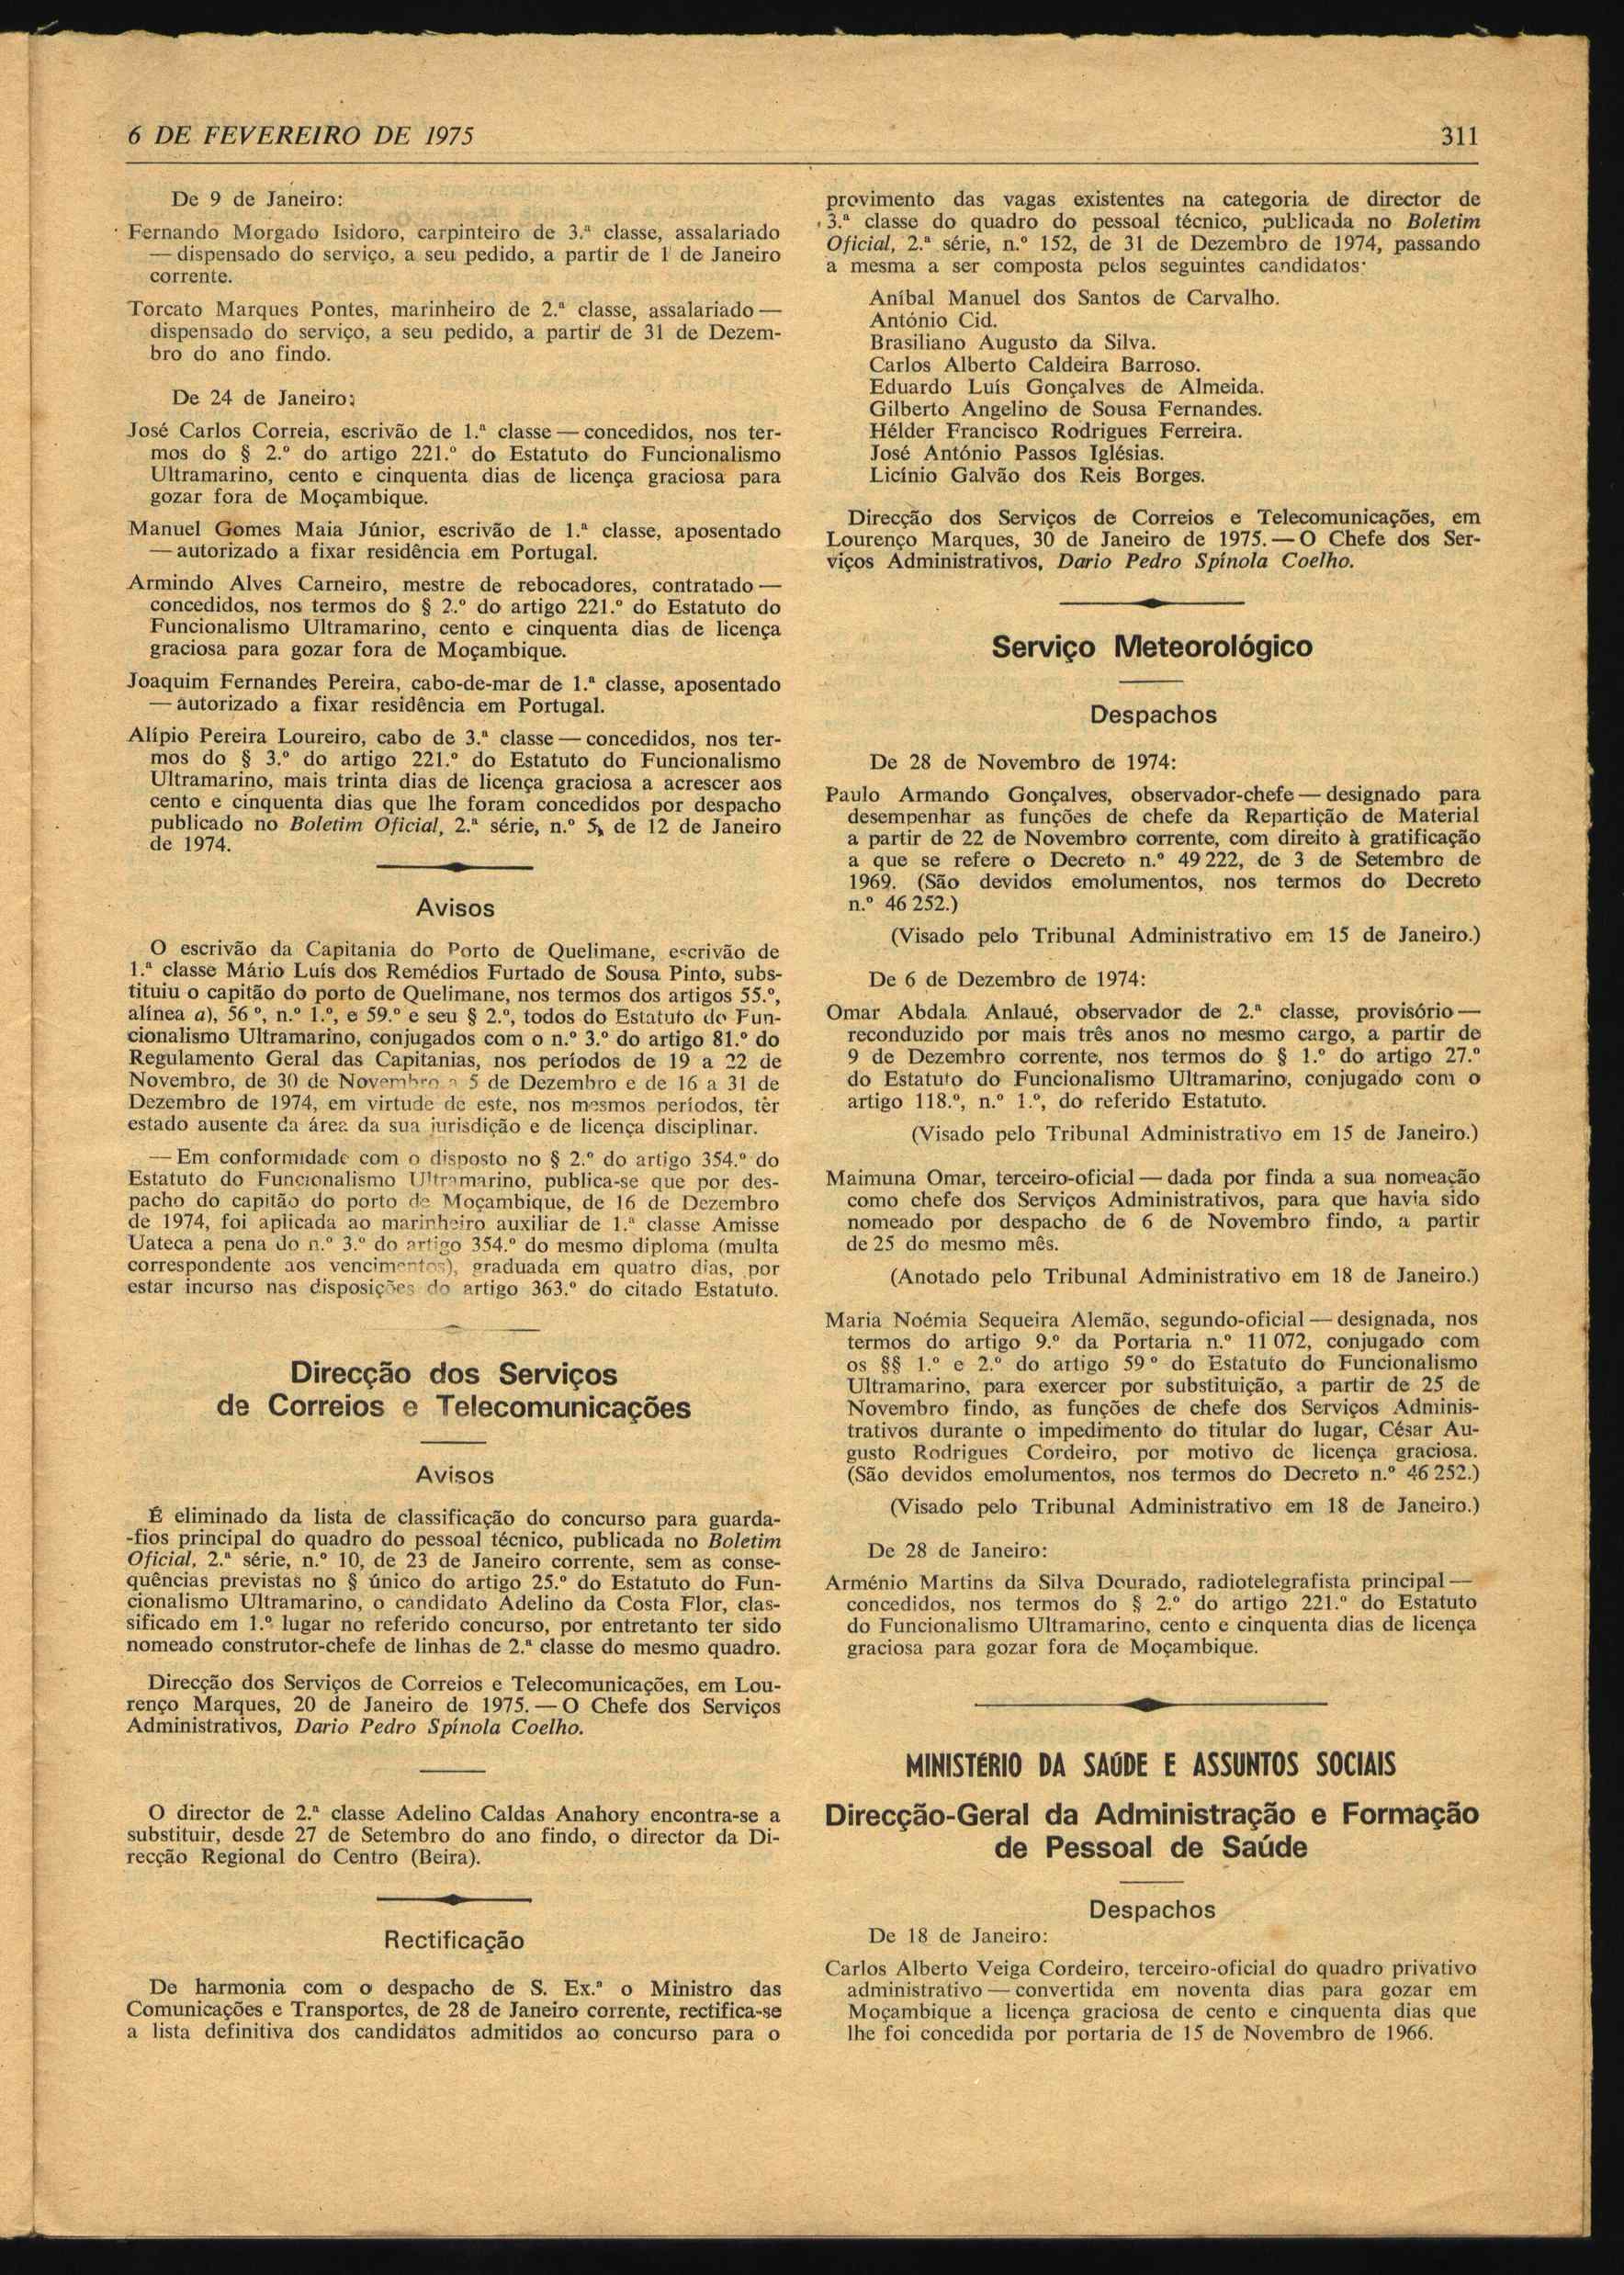 6 DE FEVEREIRO DE 1975
311
De 9 de Janeiro:
Fernando Morgado Isidoro, carpinteiro de 3.ª classe, assalariado
— dispensado do serviço, a seu pedido, a partir de 1 de Janeiro
corrente.
Torcato Marques Pontes, marinheiro de 2.ª classe, assalariado —
dispensado do serviço, a seu pedido, a partir de 31 de Dezem-
bro do ano findo.
De 24 de Janeiro:
José Carlos Correia, escrivão de 1.ª classe — concedidos, nos ter-
mos do § 2.º do artigo 221.º do Estatuto do Funcionalismo
Ultramarino, cento e cinquenta dias de licença graciosa para
gozar fora de Moçambique.
Manuel Gomes Maia Júnior, escrivão de 1.ª classe, aposentado
— autorizado a fixar residência em Portugal.
Armindo Alves Carneiro, mestre de rebocadores, contratado —
concedidos, nos termos do § 2.º do artigo 221.º do Estatuto do
Funcionalismo Ultramarino, cento e cinquenta dias de licença
graciosa para gozar fora de Moçambique.
Joaquim Fernandes Pereira, cabo-de-mar de 1.ª classe, aposentado
— autorizado a fixar residência em Portugal.
Alípio Pereira Loureiro, cabo de 3.ª classe — concedidos, nos ter-
mos do § 3.º do artigo 221.º do Estatuto do Funcionalismo
Ultramarino, mais trinta dias de licença graciosa a acrescer aos
cento e cinquenta dias que lhe foram concedidos por despacho
publicado no Boletim Oficial, 2.ª série, n.º 5, de 12 de Janeiro
de 1974.
Avisos
O escrivão da Capitania do Porto de Quelimane, escrivão de
1.ª classe Mário Luís dos Remédios Furtado de Sousa Pinto, subs-
tituiu o capitão do porto de Quelimane, nos termos dos artigos 55.º,
alínea a), 56 º, n.º 1.º, e 59.º e seu § 2.º, todos do Estatuto do Fun-
cionalismo Ultramarino, conjugados com o n.º 3.º do artigo 81.º do
Regulamento Geral das Capitanias, nos períodos de 19 a 22 de
Novembro, de 30 de Novembro a 5 de Dezembro e de 16 a 31 de
Dezembro de 1974, em virtude de este, nos mesmos períodos, ter
estado ausente da área da sua jurisdição e de licença disciplinar.
— Em conformidade com o disposto no § 2.º do artigo 354.º do
Estatuto do Funcionalismo Ultramarino, publica-se que por des-
pacho do capitão do porto de Moçambique, de 16 de Dezembro
de 1974, foi aplicada ao marinheiro auxiliar de 1.ª classe Amisse
Uateca a pena do n.º 3.º do artigo 354.º do mesmo diploma (multa
correspondente aos vencimentos), graduada em quatro dias, por
estar incurso nas disposições do artigo 363.º do citado Estatuto.
Direcção dos Serviços
de Correios e Telecomunicações
Avisos
É eliminado da lista de classificação do concurso para guarda-
-fios principal do quadro do pessoal técnico, publicada no Boletim
Oficial, 2.ª série, n.º 10, de 23 de Janeiro corrente, sem as conse-
quências previstas no § único do artigo 25.º do Estatuto do Fun-
cionalismo Ultramarino, o candidato Adelino da Costa Flor, clas-
sificado em 1.º lugar no referido concurso, por entretanto ter sido
nomeado construtor-chefe de linhas de 2.ª classe do mesmo quadro.
Direcção dos Serviços de Correios e Telecomunicações, em Lou-
renço Marques, 20 de Janeiro de 1975. — O Chefe dos Serviços
Administrativos, Dario Pedro Spínola Coelho.
O director de 2.ª classe Adelino Caldas Anahory encontra-se a
substituir, desde 27 de Setembro do ano findo, o director da Di-
recção Regional do Centro (Beira).
Rectificação
De harmonia com o despacho de S. Ex.ª o Ministro das
Comunicações e Transportes, de 28 de Janeiro corrente, rectifica-se
a lista definitiva dos candidatos admitidos ao concurso para o
provimento das vagas existentes na categoria de director de
3.ª classe do quadro do pessoal técnico, publicada no Boletim
Oficial, 2.ª série, n.º 152, de 31 de Dezembro de 1974, passando
a mesma a ser composta pelos seguintes candidatos:
Aníbal Manuel dos Santos de Carvalho.
António Cid.
Brasiliano Augusto da Silva.
Carlos Alberto Caldeira Barroso.
Eduardo Luís Gonçalves de Almeida.
Gilberto Angelino de Sousa Fernandes.
Hélder Francisco Rodrigues Ferreira.
José António Passos Iglésias.
Licínio Galvão dos Reis Borges.
Direcção dos Serviços de Correios e Telecomunicações, em
Lourenço Marques, 30 de Janeiro de 1975. — O Chefe dos Ser-
viços Administrativos, Dario Pedro Spínola Coelho.
Serviço Meteorológico
Despachos
De 28 de Novembro de 1974:
Paulo Armando Gonçalves, observador-chefe — designado para
desempenhar as funções de chefe da Repartição de Material
a partir de 22 de Novembro corrente, com direito à gratificação
a que se refere o Decreto n.º 49 222, de 3 de Setembro de
1969. (São devidos emolumentos, nos termos do Decreto
n.º 46 252.)
(Visado pelo Tribunal Administrativo em 15 de Janeiro.)
De 6 de Dezembro de 1974:
Omar Abdala Anlaué, observador de 2.ª classe, provisório —
reconduzido por mais três anos no mesmo cargo, a partir de
9 de Dezembro corrente, nos termos do § 1.º do artigo 27.º
do Estatuto do Funcionalismo Ultramarino, conjugado com o
artigo 118.º, n.º 1.º, do referido Estatuto.
(Visado pelo Tribunal Administrativo em 15 de Janeiro.)
Maimuna Omar, terceiro-oficial — dada por finda a sua nomeação
como chefe dos Serviços Administrativos, para que havia sido
nomeado por despacho de 6 de Novembro findo, a partir
de 25 do mesmo mês.
(Anotado pelo Tribunal Administrativo em 18 de Janeiro.)
Maria Noémia Sequeira Alemão, segundo-oficial — designada, nos
termos do artigo 9.º da Portaria n.º 11 072, conjugado com
os §§ 1.º e 2.º do artigo 59 º do Estatuto do Funcionalismo
Ultramarino, para exercer por substituição, a partir de 25 de
Novembro findo, as funções de chefe dos Serviços Adminis-
trativos durante o impedimento do titular do lugar, César Au-
gusto Rodrigues Cordeiro, por motivo de licença graciosa.
(São devidos emolumentos, nos termos do Decreto n.º 46 252.)
(Visado pelo Tribunal Administrativo em 18 de Janeiro.)
De 28 de Janeiro:
Arménio Martins da Silva Dourado, radiotelegrafista principal —
concedidos, nos termos do § 2.º do artigo 221.º do Estatuto
do Funcionalismo Ultramarino, cento e cinquenta dias de licença
graciosa para gozar fora de Moçambique.
MINISTÉRIO DA SAÚDE E ASSUNTOS SOCIAIS
Direcção-Geral da Administração e Formação
de Pessoal de Saúde
Despachos
De 18 de Janeiro:
Carlos Alberto Veiga Cordeiro, terceiro-oficial do quadro privativo
administrativo — convertida em noventa dias para gozar em
Moçambique a licença graciosa de cento e cinquenta dias que
lhe foi concedida por portaria de 15 de Novembro de 1966.